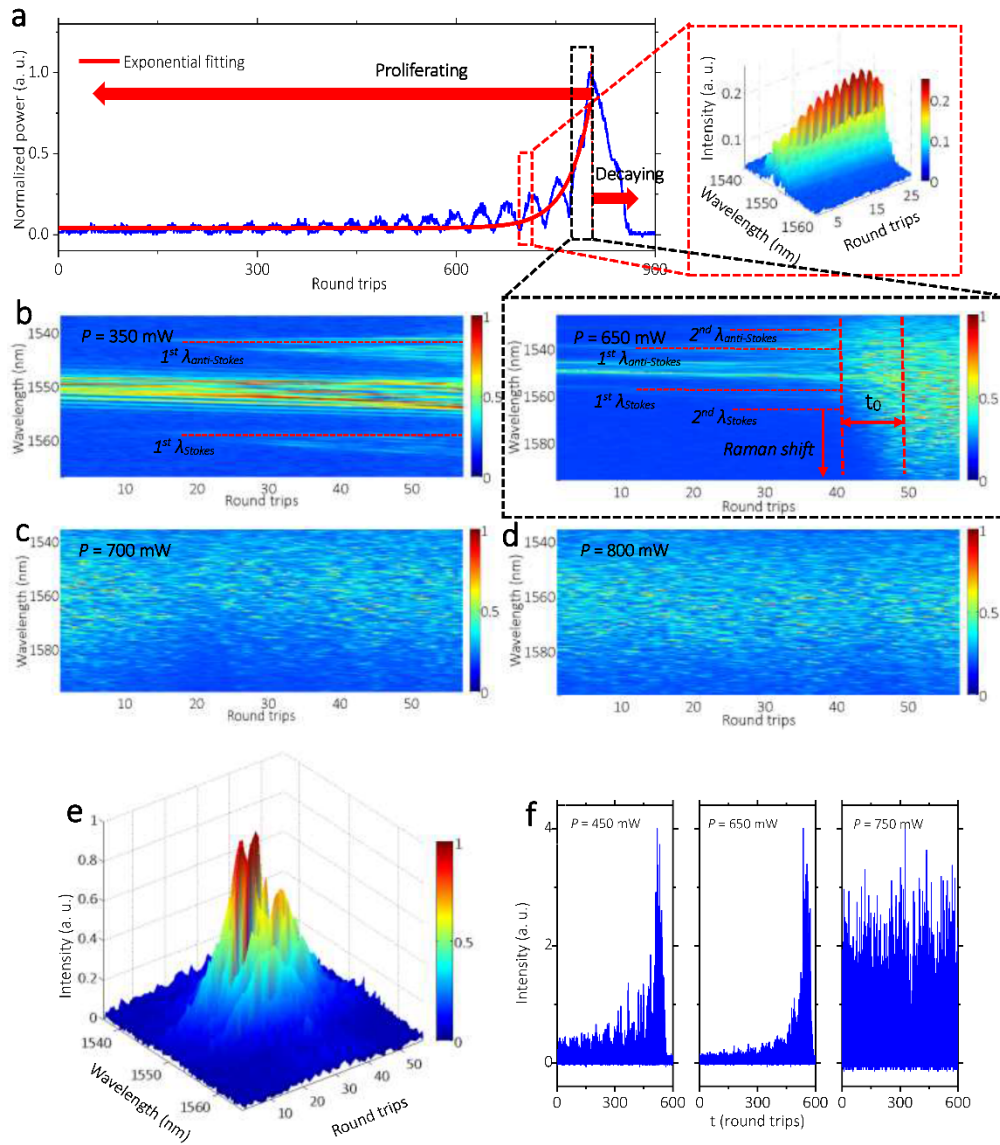 a
Exponential fitting
Proliferating
Decaying
Normalized power (a. u.)
1.0
0.5
0.0
0
300
600
900
Round trips
Intensity (a. u.)
0.2
0.1
1540
1550
1560
Wavelength (nm)
5
15
25
Round trips
0.2
0.1
0
b
P = 350 mW
1st λanti-Stokes
1st λStokes
Wavelength (nm)
1540
1550
1560
10
20
30
40
50
Round trips
1
0.5
0
P = 650 mW
2nd λanti-Stokes
1st λanti-Stokes
1st λStokes
2nd λStokes
Raman shift
t0
Wavelength (nm)
1540
1560
1580
10
20
30
40
50
Round trips
1
0.5
0
c
P = 700 mW
Wavelength (nm)
1540
1560
1580
10
20
30
40
50
Round trips
1
0.5
0
d
P = 800 mW
Wavelength (nm)
1540
1560
1580
10
20
30
40
50
Round trips
1
0.5
0
e
Intensity (a. u.)
1
0.8
0.6
0.4
0.2
0
1540
1550
1560
Wavelength (nm)
10
20
30
40
50
Round trips
1
0.5
0
f
P = 450 mW
P = 650 mW
P = 750 mW
Intensity (a. u.)
4
2
0
0
300
600
0
300
600
0
300
600
t (round trips)